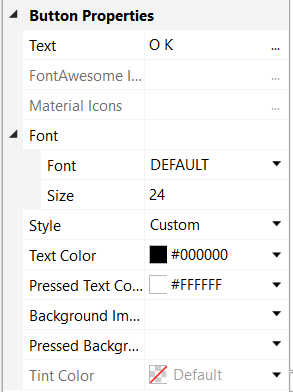 Button Properties
Text O K ...
FontAwesome I... ...
Material Icons ...
Font
Font DEFAULT
Size 24
Style Custom
Text Color #000000
Pressed Text Co... #FFFFFF
Background Im...
Pressed Backgr...
Tint Color Default